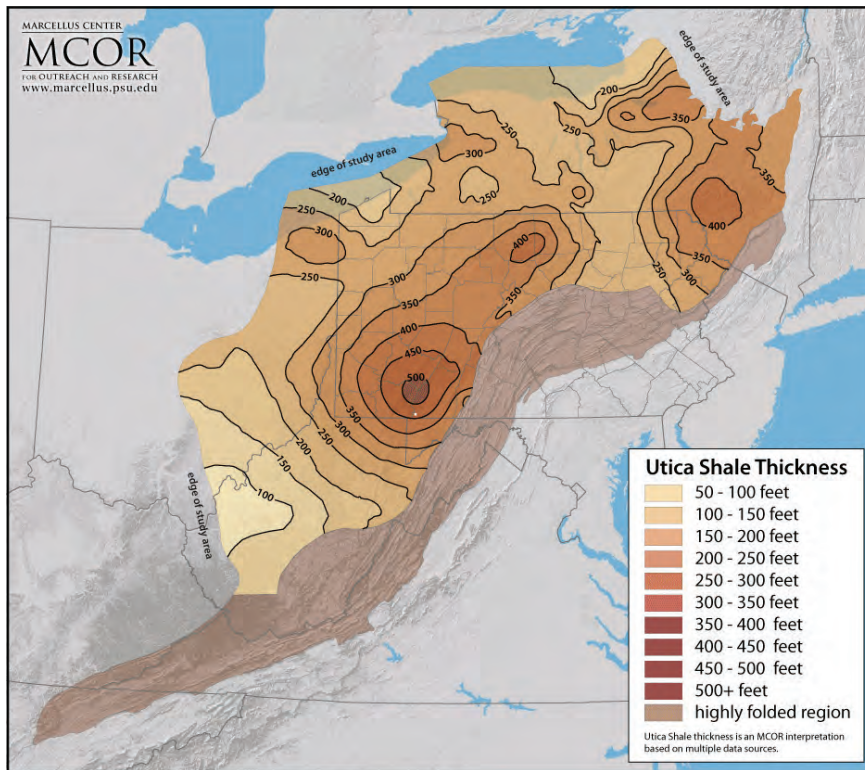 MARCELLUS CENTER
MCOR
FOR OUTREACH AND RESEARCH
www.marcellus.psu.edu
edge of study area
200
350
250
250
300
edge of study area
350
250
200
250
400
300
250
400
350
300
250
300
350
350
400
450
500
350
300
250
200
150
100
edge of study area
Utica Shale Thickness
50 - 100 feet
100 - 150 feet
150 - 200 feet
200 - 250 feet
250 - 300 feet
300 - 350 feet
350 - 400 feet
400 - 450 feet
450 - 500 feet
500+ feet
highly folded region
Utica Shale thickness is an MCOR interpretation
based on multiple data sources.